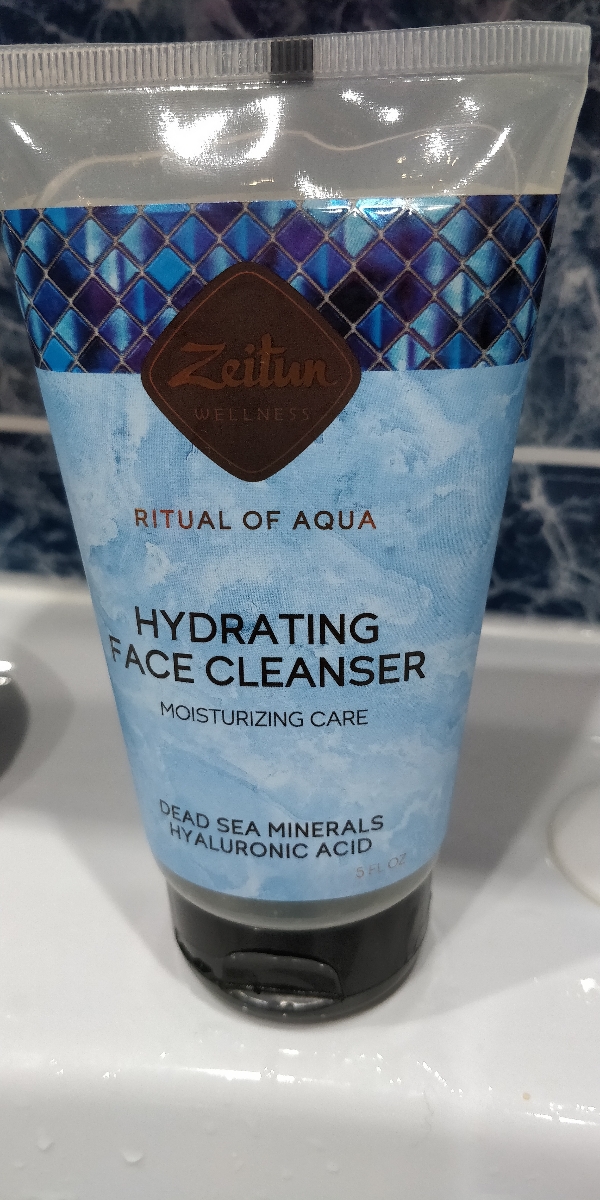 Zeitun
WELLNESS
RITUAL OF AQUA
HYDRATING
FACE CLEANSER
MOISTURIZING CARE
DEAD SEA MINERALS
HYALURONIC ACID
5 FL OZ